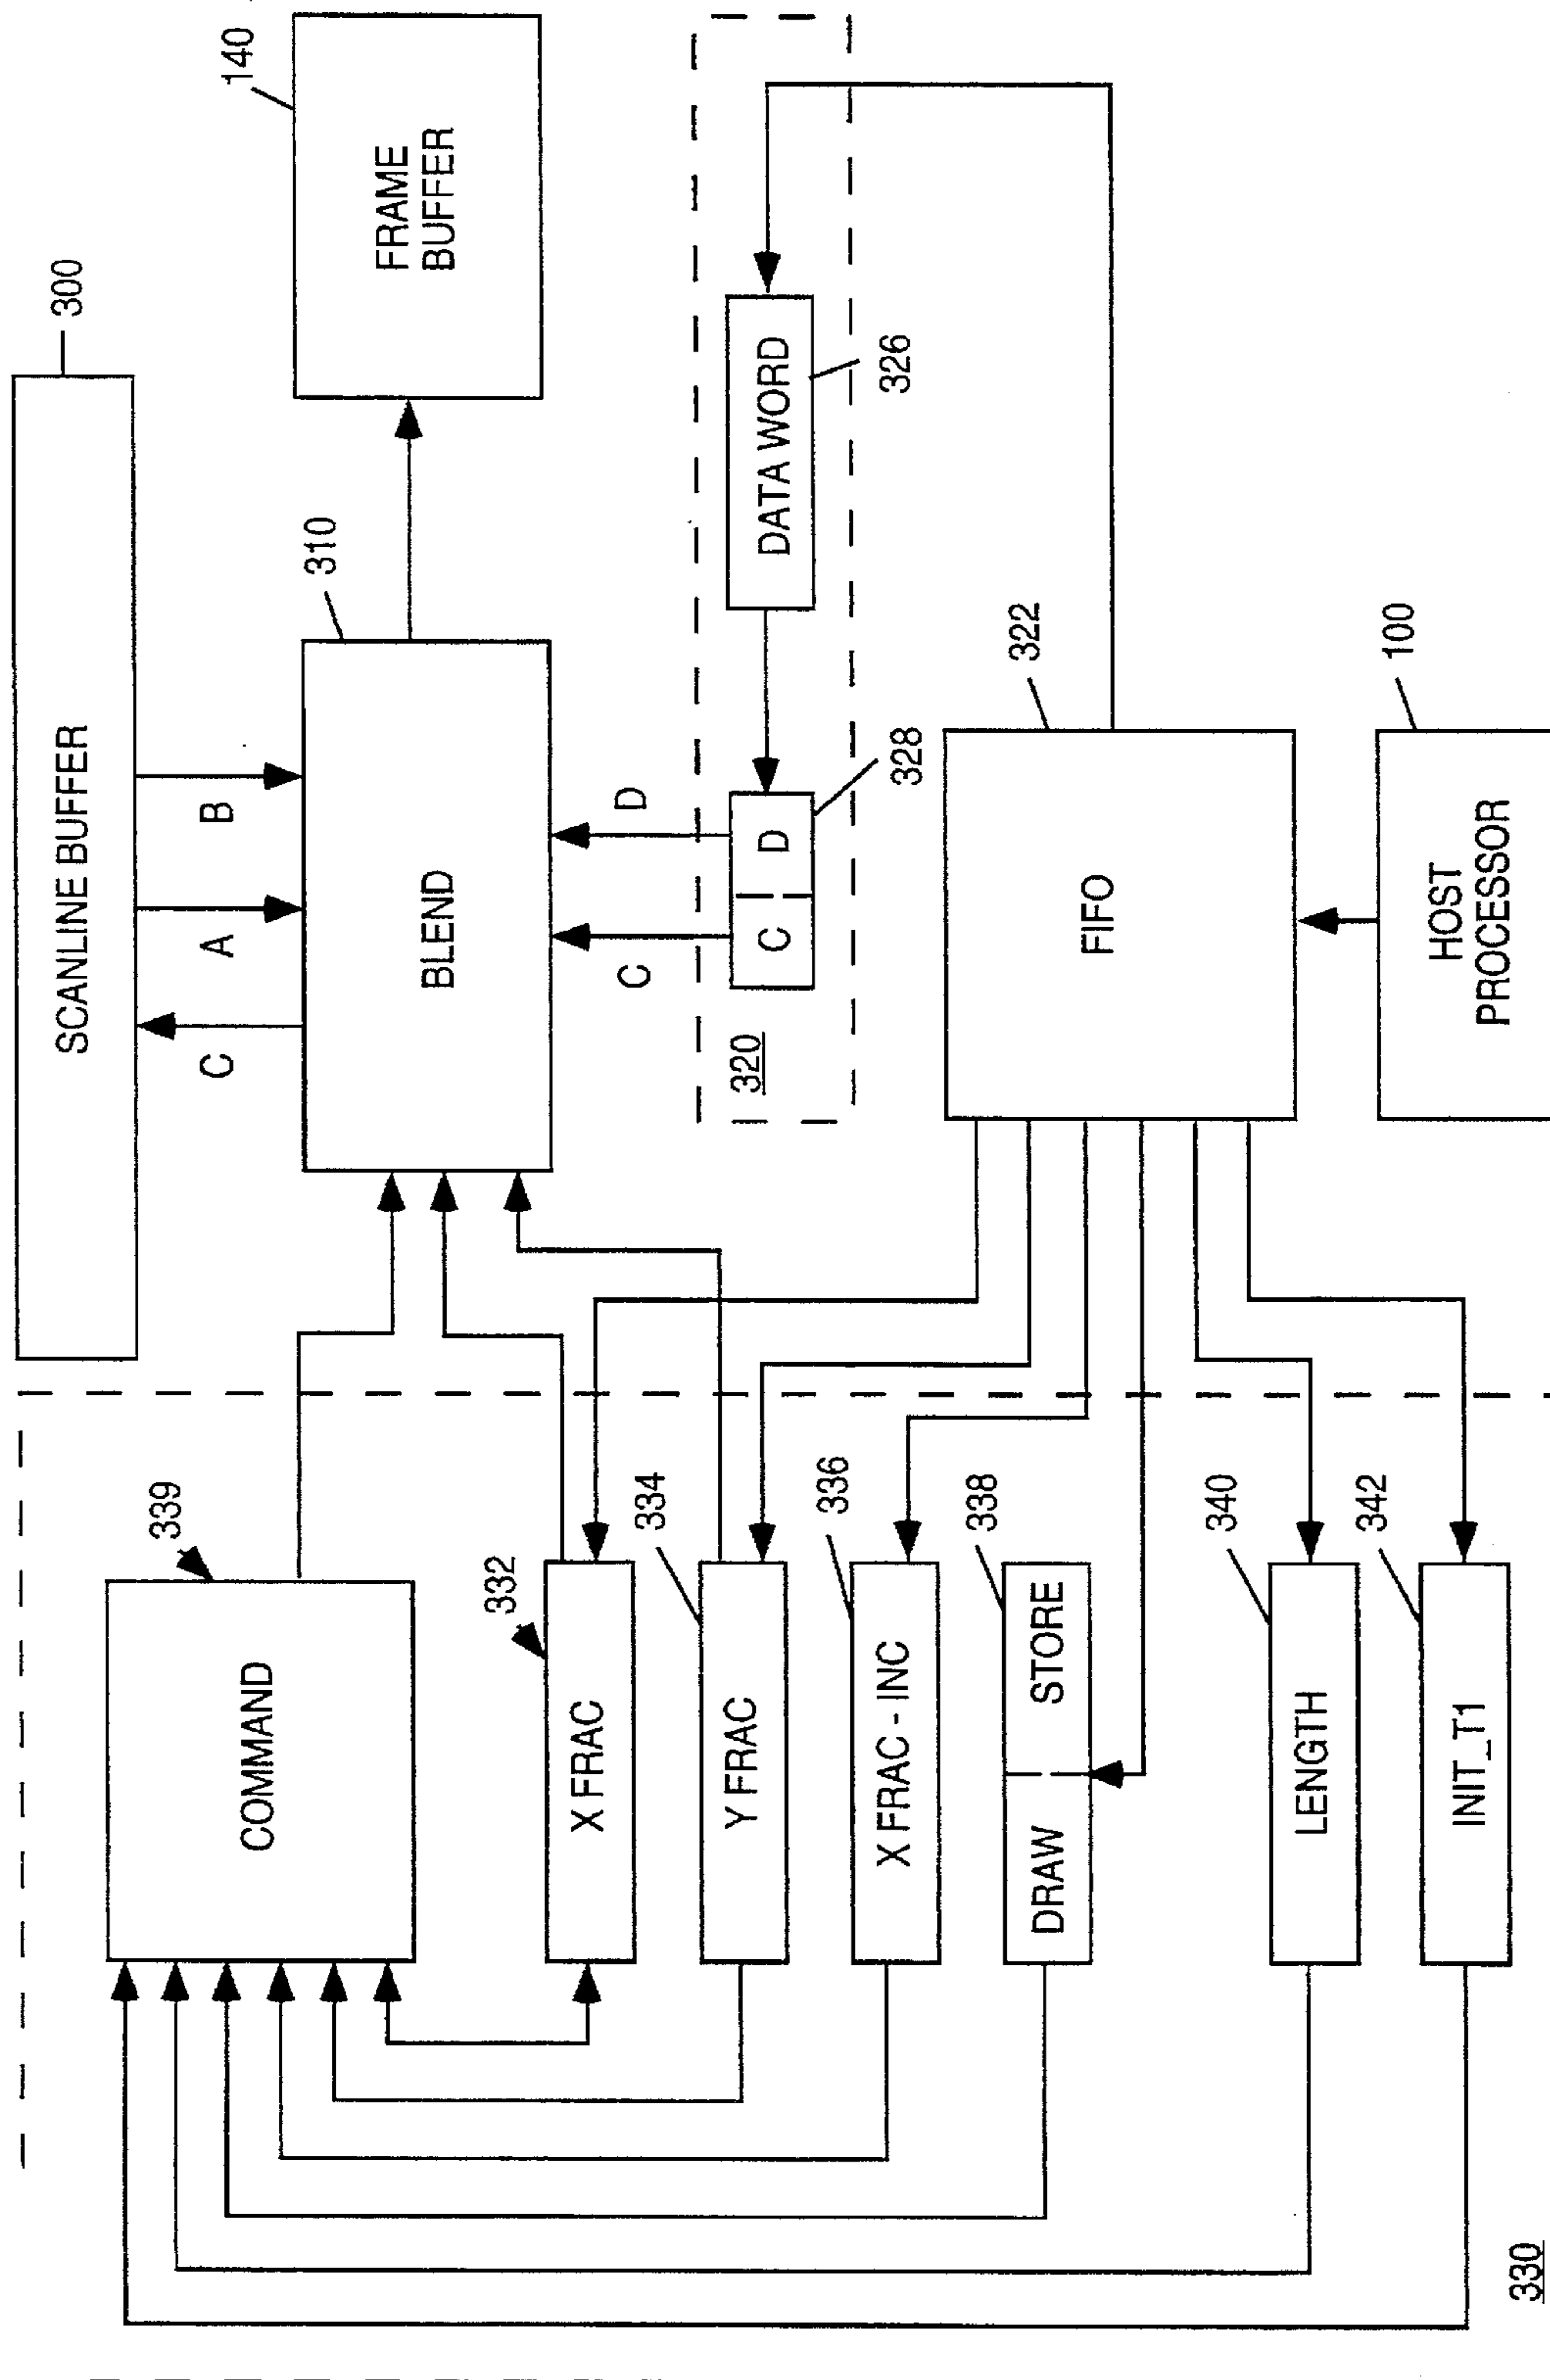 SCANLINE BUFFER
300
C
A
B
COMMAND
339
BLEND
310
FRAME
BUFFER
140
X FRAC
332
C
D
Y FRAC
334
320
C
D
328
DATA WORD
326
X FRAC - INC
336
DRAW
STORE
338
FIFO
322
LENGTH
340
INIT_T1
342
HOST
PROCESSOR
100
330